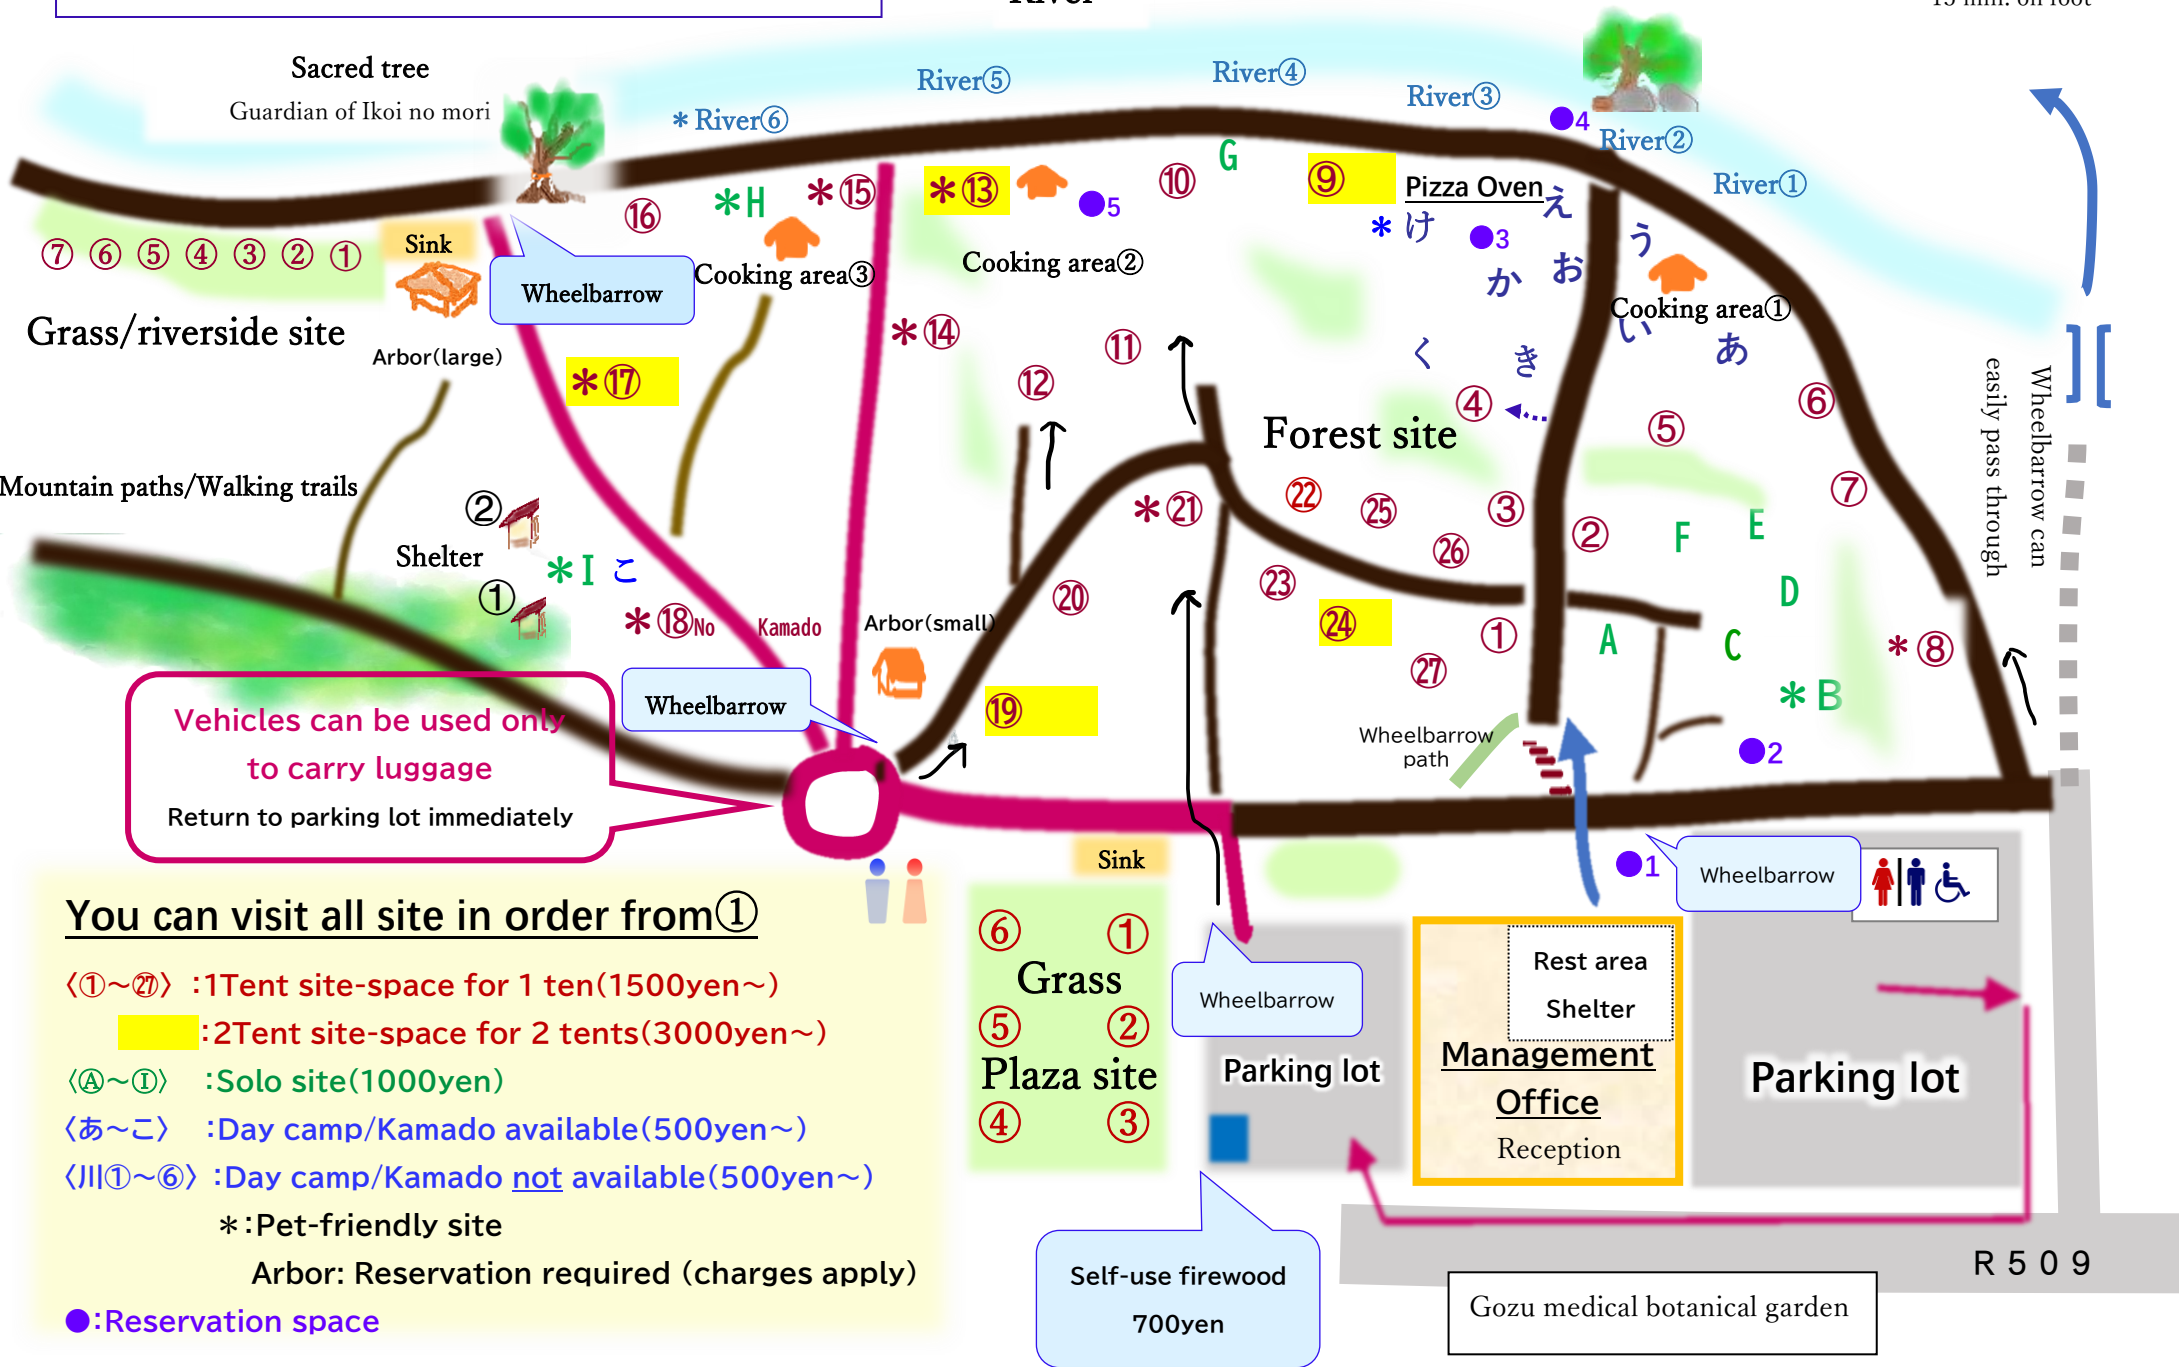 Sacred tree
Guardian of Ikoi no mori
*River⑥
River⑤
River④
River③
River②
River①
4
⑦ ⑥ ⑤ ④ ③ ② ①
Sink
Grass/riverside site
Arbor(large)
Wheelbarrow
⑯
*H
*⑮
Cooking area③
*⑬
5
Cooking area②
⑩
G
⑨
Pizza Oven
え
* け
3
う
か
お
Cooking area①
い
あ
く
き
*⑰
*⑭
⑫
⑪
Forest site
④
⑤
⑥
⑦
Wheelbarrow can
easily pass through
Mountain paths/Walking trails
②
Shelter
①
*I
こ
*⑱No Kamado
Arbor(small)
Wheelbarrow
*㉑
㉒
㉕
③
㉖
②
F
E
D
⑳
㉓
㉔
①
A
C
*⑧
㉗
*B
⑲
Wheelbarrow
path
2
Vehicles can be used only
to carry luggage
Return to parking lot immediately
Sink
1
Wheelbarrow
You can visit all site in order from①
〈①～㉗〉:1Tent site-space for 1 ten(1500yen～)
:2Tent site-space for 2 tents(3000yen～)
〈Ⓐ～Ⓘ〉 :Solo site(1000yen)
〈あ～こ〉 :Day camp/Kamado available(500yen～)
〈川①～⑥〉:Day camp/Kamado not available(500yen～)
*:Pet-friendly site
Arbor: Reservation required (charges apply)
●:Reservation space
⑥ ①
Grass
⑤ ②
Plaza site
④ ③
Wheelbarrow
Parking lot
Rest area
Shelter
Management
Office
Reception
Parking lot
Self-use firewood
700yen
R509
Gozu medical botanical garden